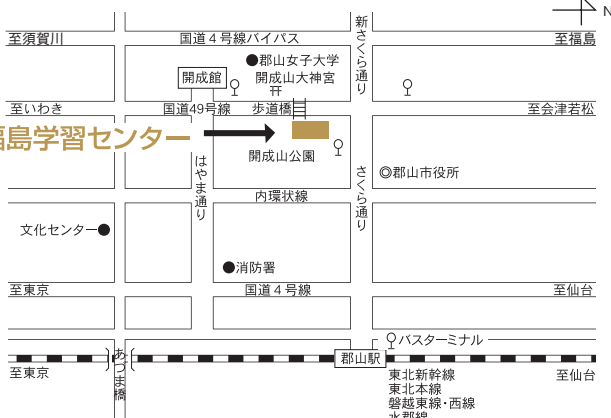 N
至須賀川
国道４号線バイパス
新さくら通り
至福島
郡山女子大学
開成館
開成山大神宮
至いわき
国道49号線
歩道橋
至会津若松
福島学習センター
開成山公園
はやま通り
さくら通り
郡山市役所
内環状線
文化センター
消防署
至東京
国道４号線
至仙台
バスターミナル
あづま橋
郡山駅
至東京
東北新幹線
至仙台
東北本線
磐越東線・西線
水郡線